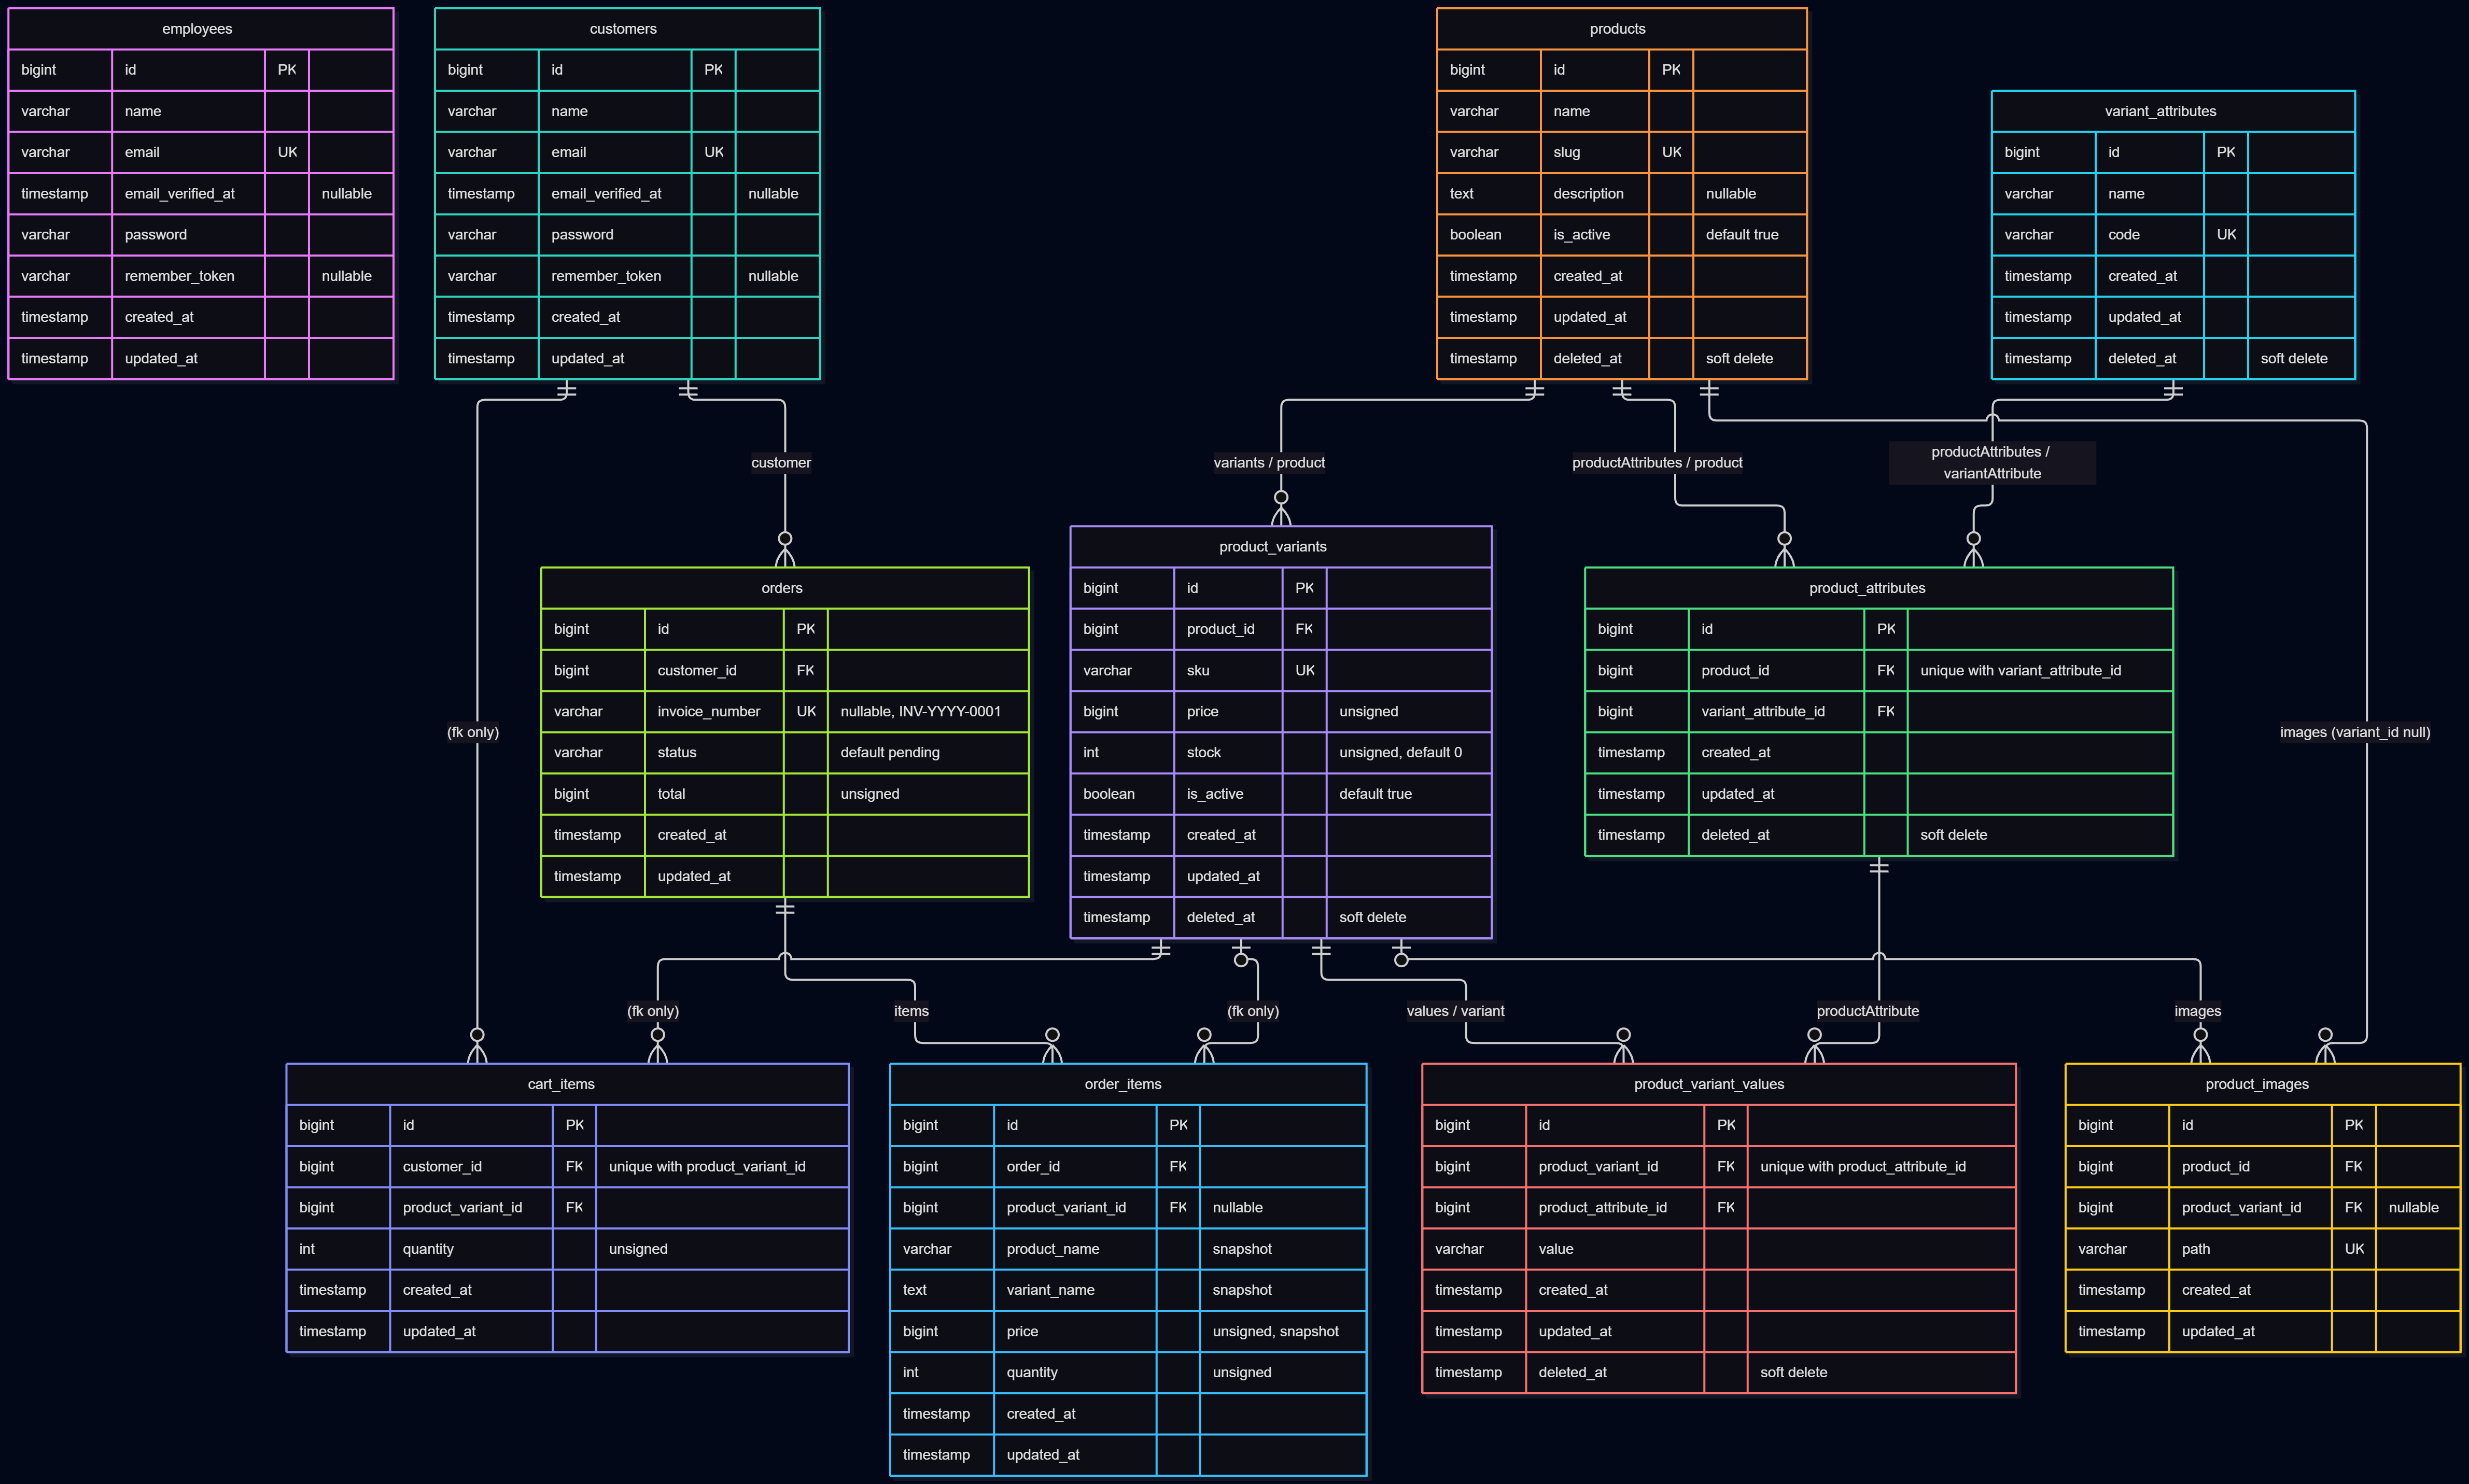 employees
bigint id PK
varchar name
varchar email UK
timestamp email_verified_at nullable
varchar password
varchar remember_token nullable
timestamp created_at
timestamp updated_at
customers
bigint id PK
varchar name
varchar email UK
timestamp email_verified_at nullable
varchar password
varchar remember_token nullable
timestamp created_at
timestamp updated_at
products
bigint id PK
varchar name
varchar slug UK
text description nullable
boolean is_active default true
timestamp created_at
timestamp updated_at
timestamp deleted_at soft delete
variant_attributes
bigint id PK
varchar name
varchar code UK
timestamp created_at
timestamp updated_at
timestamp deleted_at soft delete
customer
variants / product
productAttributes / product
productAttributes /
variantAttribute
orders
bigint id PK
bigint customer_id FK
varchar invoice_number UK nullable, INV-YYYY-0001
varchar status default pending
bigint total unsigned
timestamp created_at
timestamp updated_at
product_variants
bigint id PK
bigint product_id FK
varchar sku UK
bigint price unsigned
int stock unsigned, default 0
boolean is_active default true
timestamp created_at
timestamp updated_at
timestamp deleted_at soft delete
product_attributes
bigint id PK
bigint product_id FK unique with variant_attribute_id
bigint variant_attribute_id FK
timestamp created_at
timestamp updated_at
timestamp deleted_at soft delete
(fk only)
images (variant_id null)
(fk only)
items
(fk only)
values / variant
productAttribute
images
cart_items
bigint id PK
bigint customer_id FK unique with product_variant_id
bigint product_variant_id FK
int quantity unsigned
timestamp created_at
timestamp updated_at
order_items
bigint id PK
bigint order_id FK
bigint product_variant_id FK nullable
varchar product_name snapshot
text variant_name snapshot
bigint price unsigned, snapshot
int quantity unsigned
timestamp created_at
timestamp updated_at
product_variant_values
bigint id PK
bigint product_variant_id FK unique with product_attribute_id
bigint product_attribute_id FK
varchar value
timestamp created_at
timestamp updated_at
timestamp deleted_at soft delete
product_images
bigint id PK
bigint product_id FK
bigint product_variant_id FK nullable
varchar path UK
timestamp created_at
timestamp updated_at